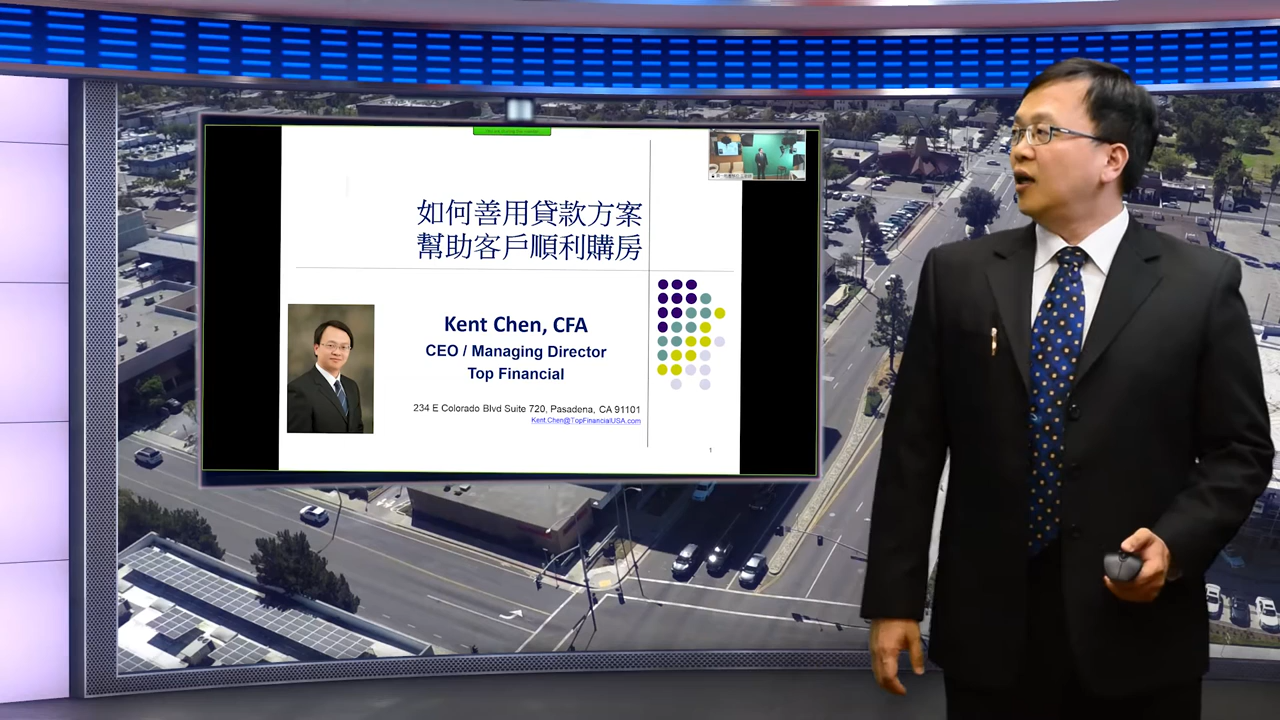 如何善用貸款方案
幫助客戶順利購房
Kent Chen, CFA
CEO / Managing Director
Top Financial
234 E Colorado Blvd Suite 720, Pasadena, CA 91101
Kent.Chen@TopFinancialUSA.com
1